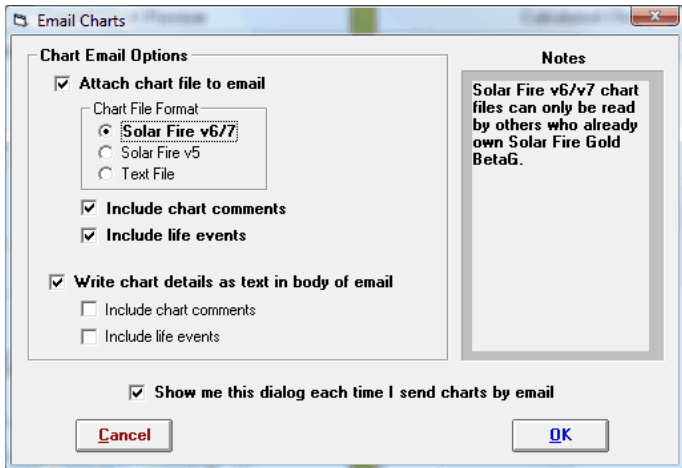 Email Charts
Chart Email Options
Attach chart file to email
Chart File Format
Solar Fire v6/7
Solar Fire v5
Text File
Include chart comments
Include life events
Write chart details as text in body of email
Include chart comments
Include life events
Notes
Solar Fire v6/v7 chart
files can only be read
by others who already
own Solar Fire Gold
BetaG.
Show me this dialog each time I send charts by email
Cancel
OK